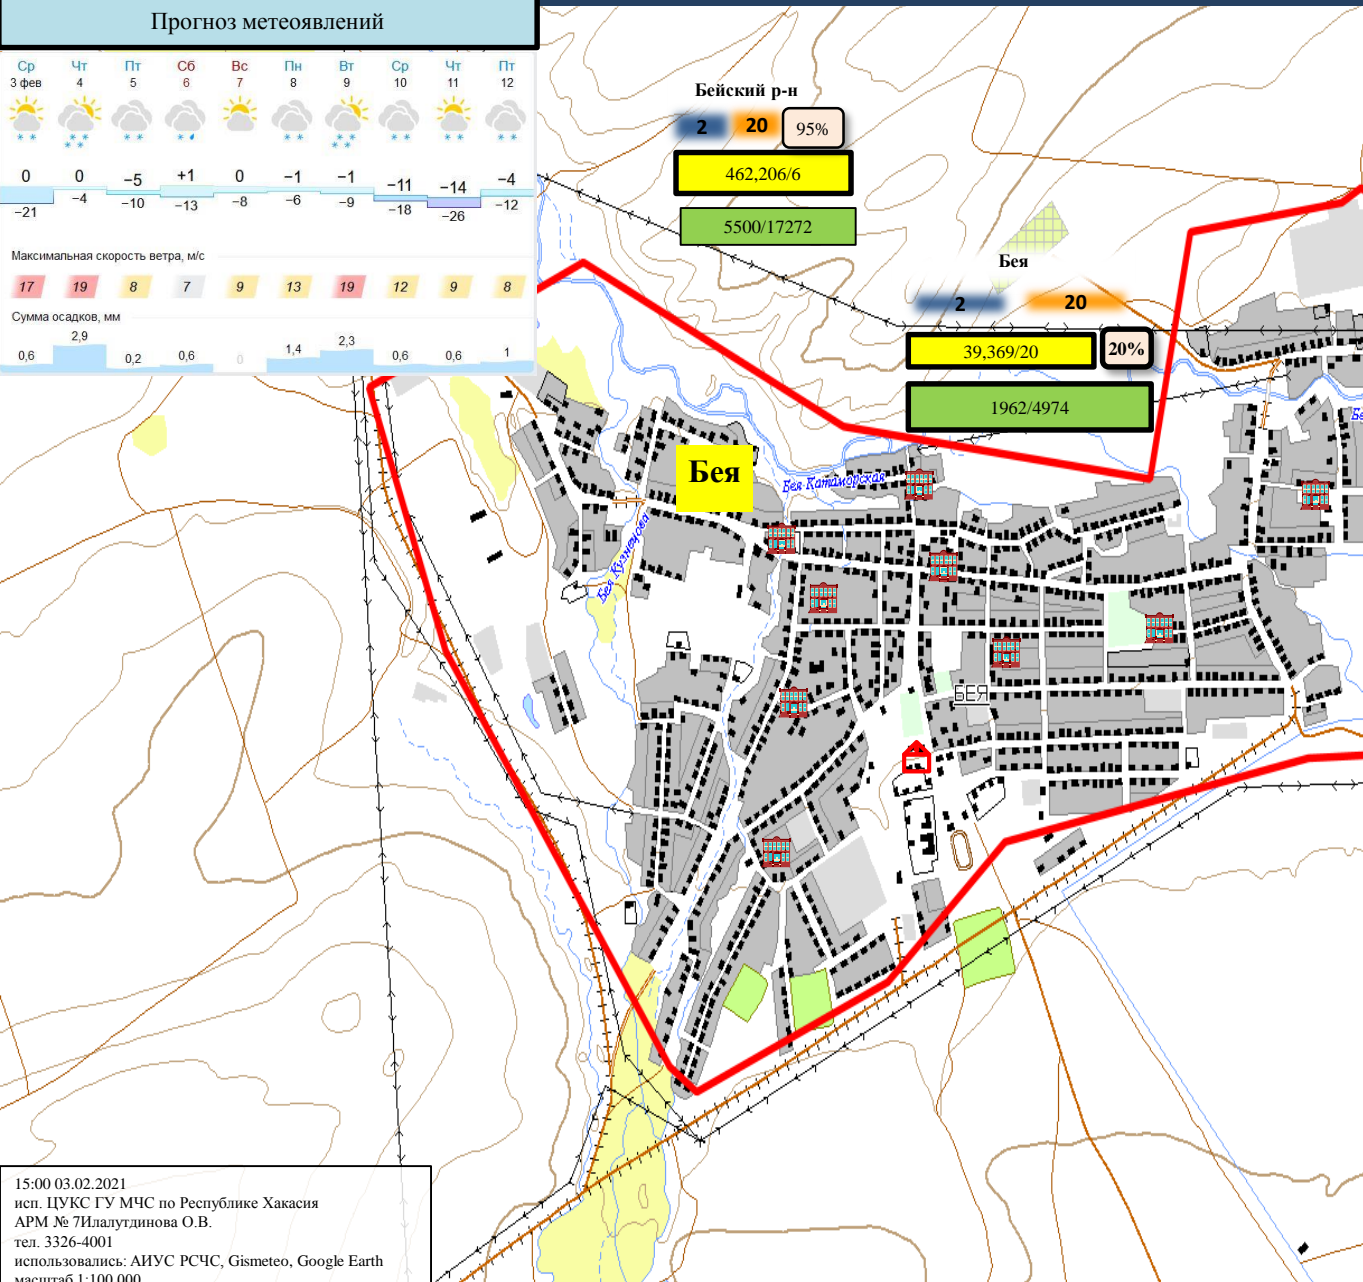 Прогноз метеоявлений
Ср Чт Пт Сб Вс Пн Вт Ср Чт Пт
3 фев 4 5 6 7 8 9 10 11 12
0 0 −5 +1 0 −1 −1 −11 −14 −4
−21 −4 −10 −13 −8 −6 −9 −18 −26 −12
Максимальная скорость ветра, м/с
17 19 8 7 9 13 19 12 9 8
Сумма осадков, мм
0,6 2,9 0,2 0,6 0 1,4 2,3 0,6 0,6 1
Бейский р-н
2 20 95%
462,206/6
5500/17272
Бея
2 20
39,369/20 20%
1962/4974
Бе
Бея
Бея Катаморская
Бея Кузнецова
БЕЯ
15:00 03.02.2021
исп. ЦУКС ГУ МЧС по Республике Хакасия
АРМ № 7Илалутдинова О.В.
тел. 3326-4001
использовались: АИУС РСЧС, Gismeteo, Google Earth
масштаб 1:100 000